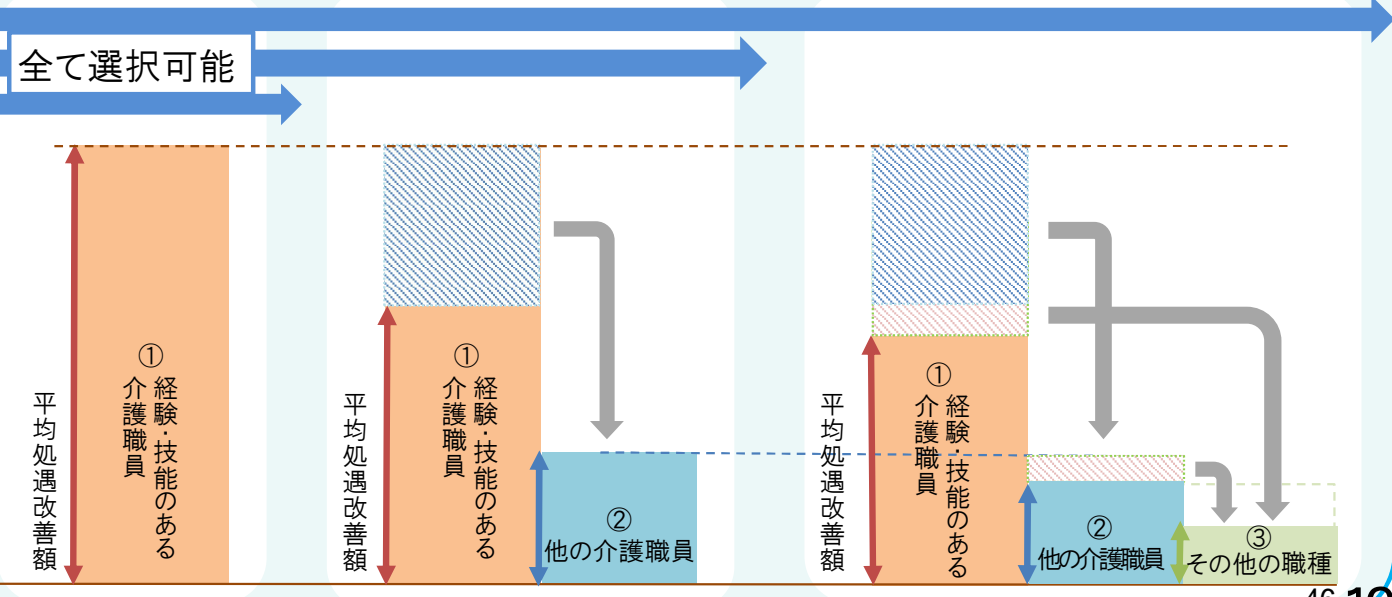 全て選択可能
平均処遇改善額
①
経験・技能のある
介護職員
平均処遇改善額
①
経験・技能のある
介護職員
②
他の介護職員
平均処遇改善額
①
経験・技能のある
介護職員
②
他の介護職員
③
その他の職種